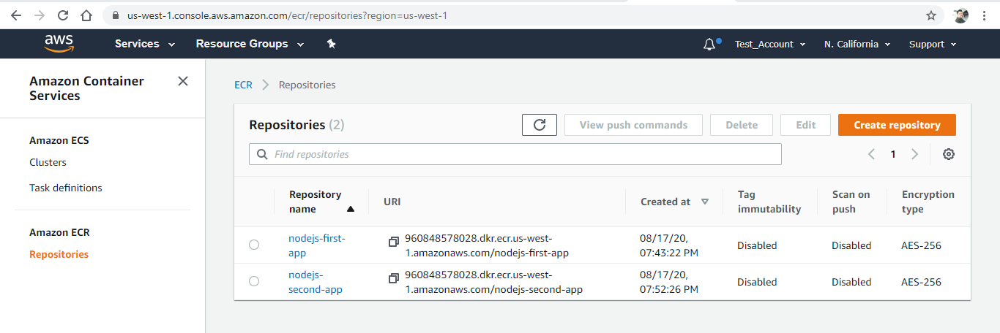 us-west-1.console.aws.amazon.com/ecr/repositories?region=us-west-1
aws
Services
Resource Groups
Test_Account
N. California
Support
Amazon Container
Services
Amazon ECS
Clusters
Task definitions
Amazon ECR
Repositories
ECR
Repositories
Repositories (2)
View push commands
Delete
Edit
Create repository
Find repositories
1
Repository
name
URI
Created at
Tag
immutability
Scan on
push
Encryption
type
nodejs-first-
app
960848578028.dkr.ecr.us-west-
1.amazonaws.com/nodejs-first-app
08/17/20,
07:43:22 PM
Disabled
Disabled
AES-256
nodejs-
second-app
960848578028.dkr.ecr.us-west-
1.amazonaws.com/nodejs-second-app
08/17/20,
07:52:26 PM
Disabled
Disabled
AES-256